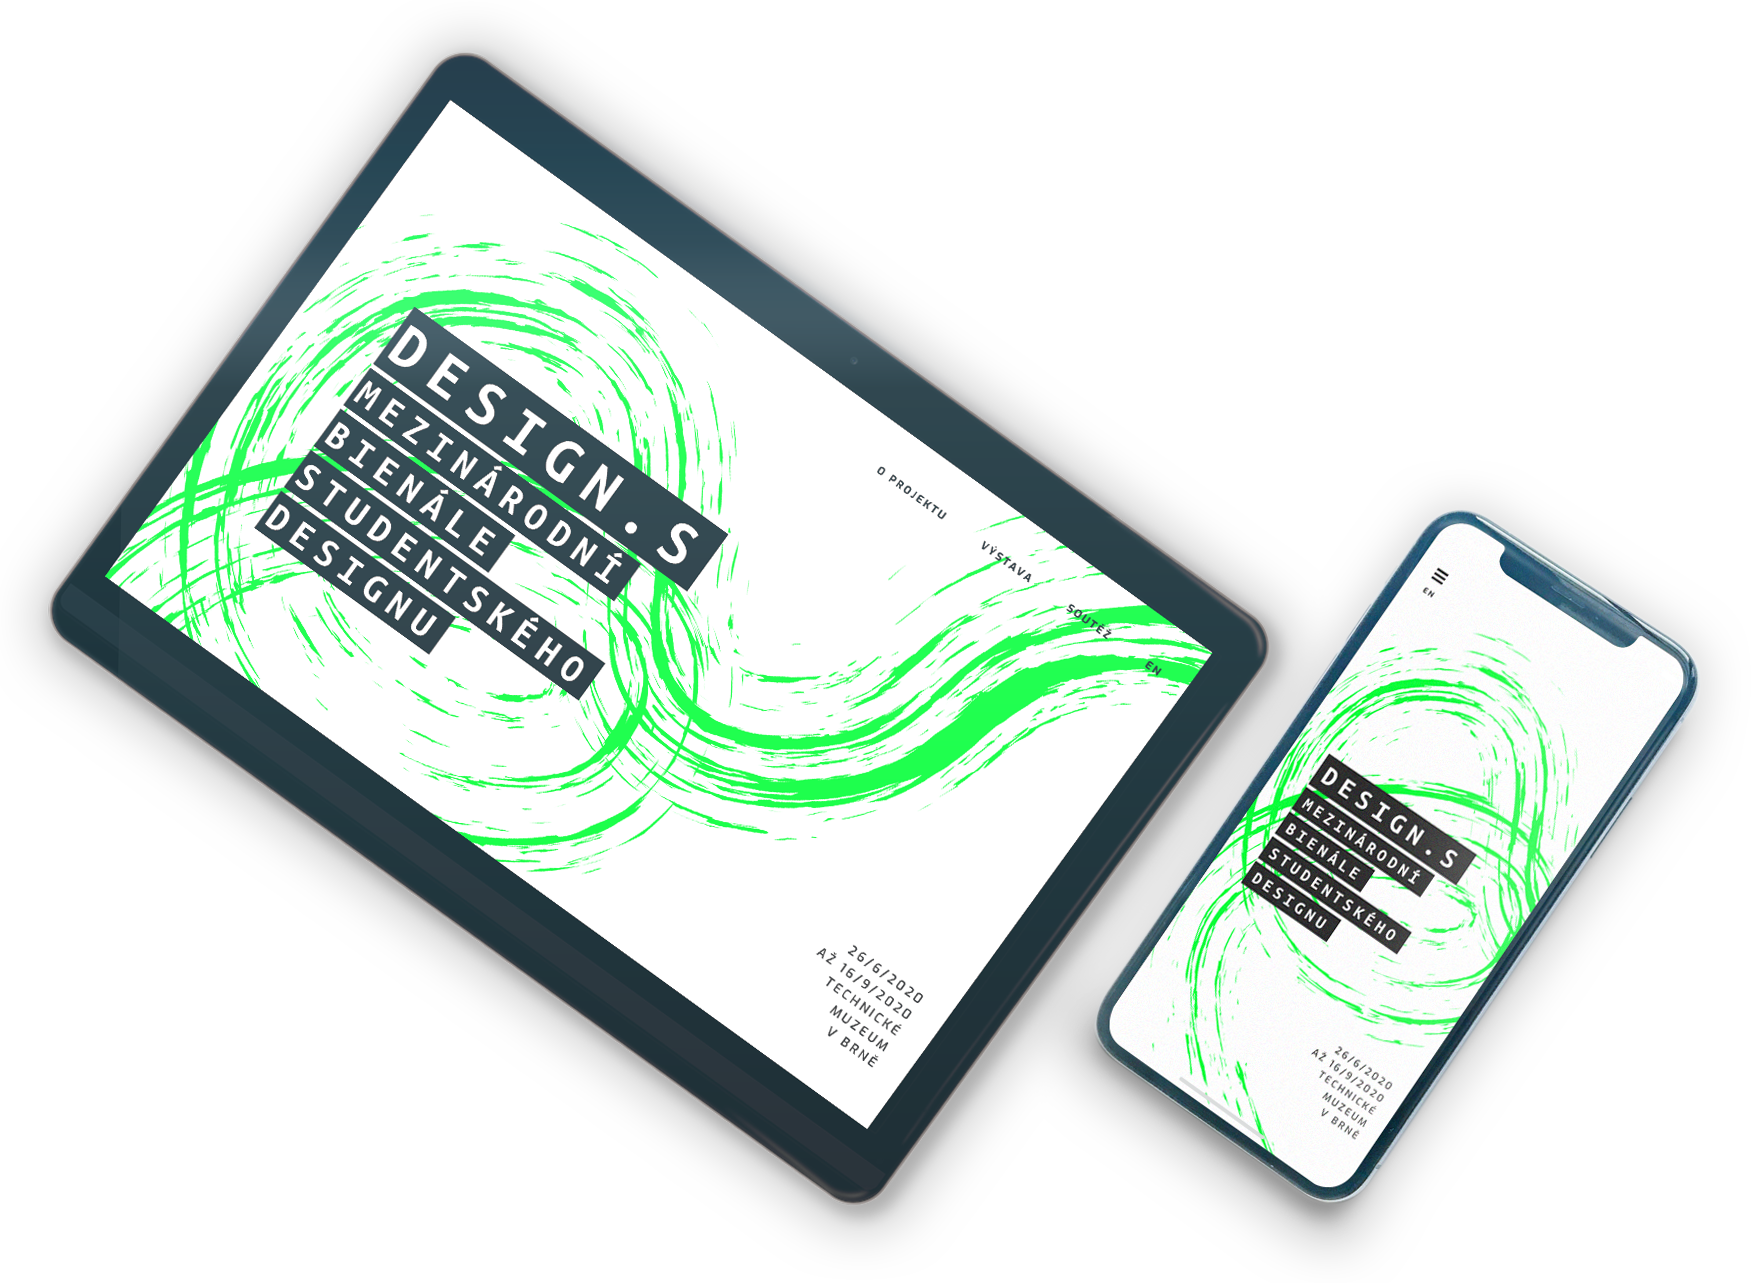 O PROJEKTU
VÝSTAVA
SOUTĚŽ
EN
DESIGN.S
MEZINÁRODNÍ
BIENÁLE
STUDENTSKÉHO
DESIGNU
26/6/2020
AŽ 16/9/2020
TECHNICKÉ
MUZEUM
V BRNĚ
EN
DESIGN.S
MEZINÁRODNÍ
BIENÁLE
STUDENTSKÉHO
DESIGNU
26/6/2020
AŽ 16/9/2020
TECHNICKÉ
MUZEUM
V BRNĚ